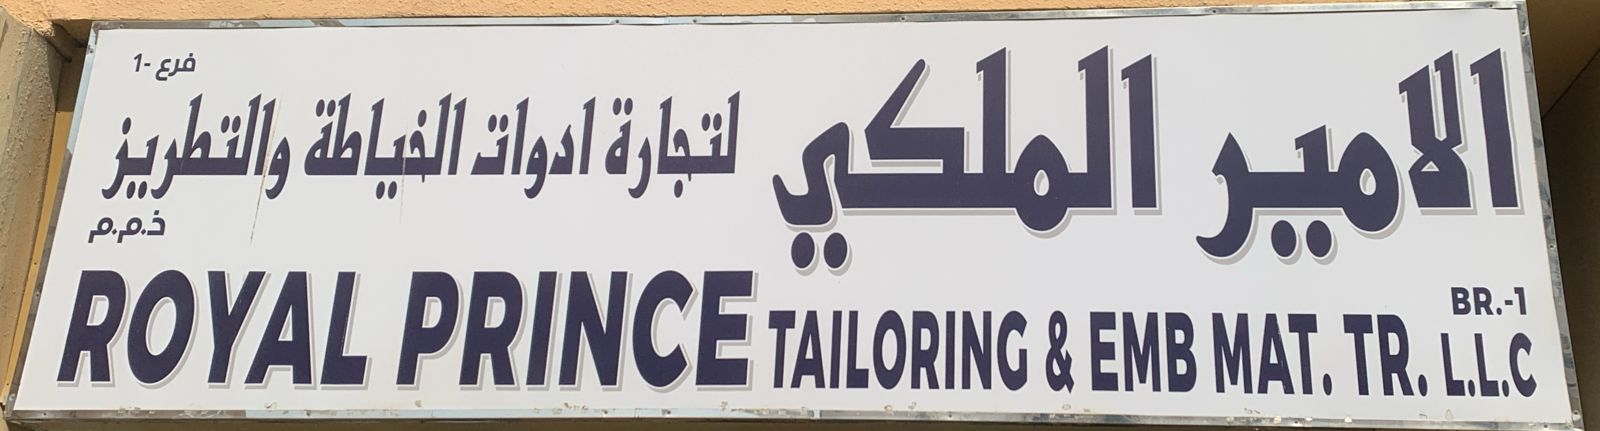 فرع -1
الامير الملكي لتجارة ادوات الخياطة والتطريز
ذ.م.م
BR.-1
ROYAL PRINCE TAILORING & EMB MAT. TR. L.L.C